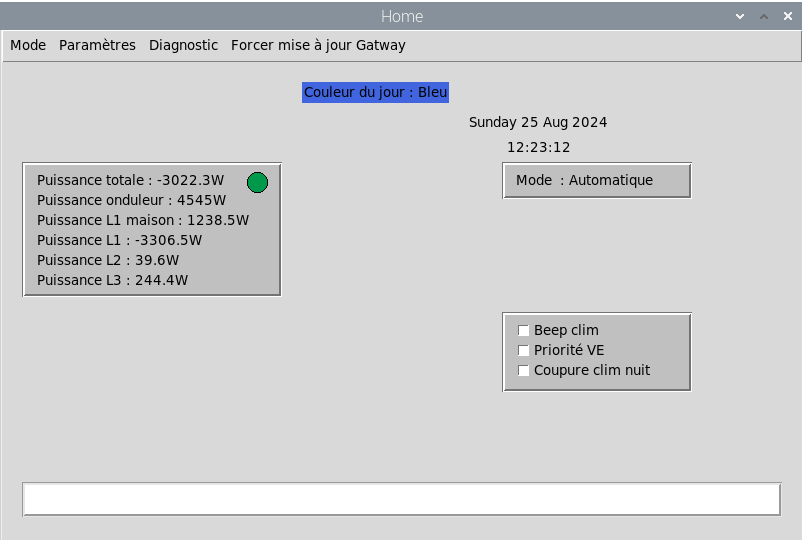 Home
Mode Paramètres Diagnostic Forcer mise à jour Gatway
Couleur du jour : Bleu
Sunday 25 Aug 2024
12:23:12
Puissance totale : -3022.3W
Puissance onduleur : 4545W
Puissance L1 maison : 1238.5W
Puissance L1 : -3306.5W
Puissance L2 : 39.6W
Puissance L3 : 244.4W
Mode : Automatique
Beep clim
Priorité VE
Coupure clim nuit